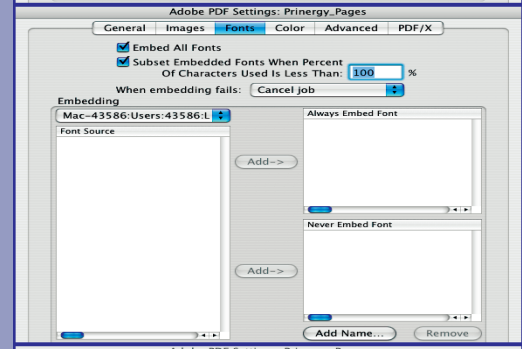 Adobe PDF Settings: Prinergy_Pages
General Images Fonts Color Advanced PDF/X
Embed All Fonts
Subset Embedded Fonts When Percent
Of Characters Used Is Less Than: 100 %
When embedding fails: Cancel job
Embedding
Mac-43586:Users:43586:L
Always Embed Font
Font Source
Add->
Never Embed Font
Add->
Add Name... Remove